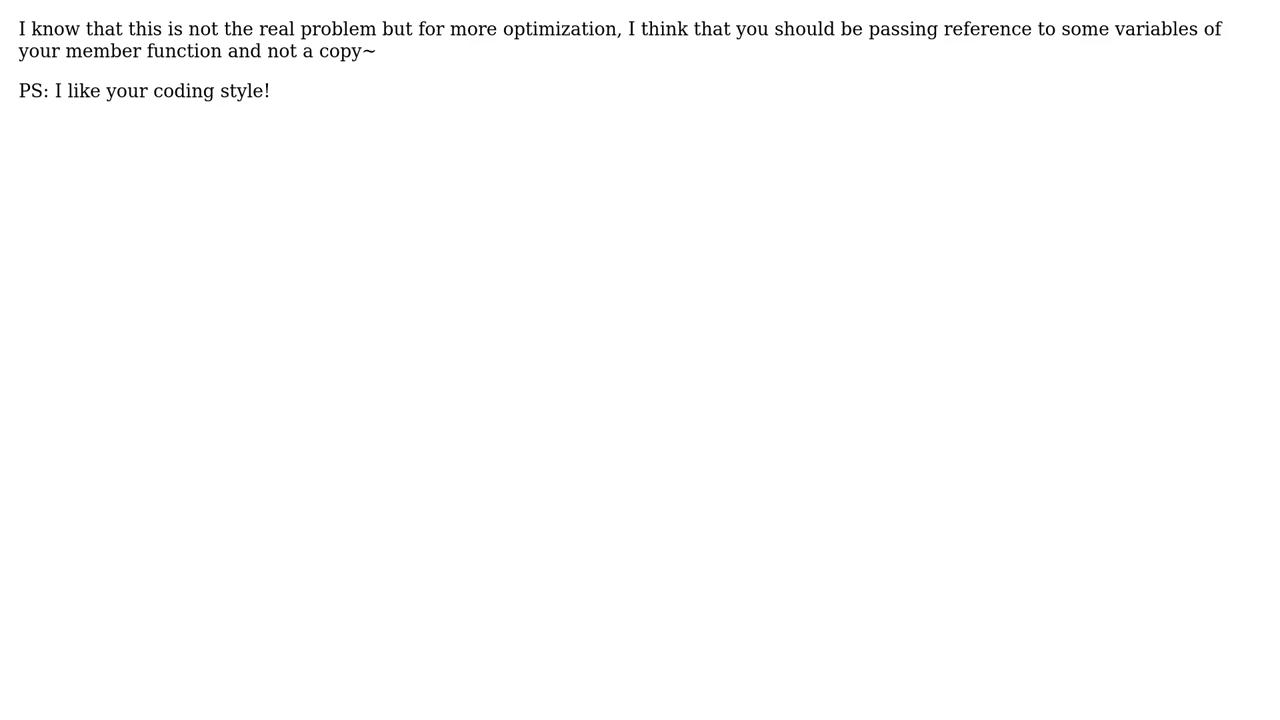 I know that this is not the real problem but for more optimization, I think that you should be passing reference to some variables of
your member function and not a copy~
PS: I like your coding style!